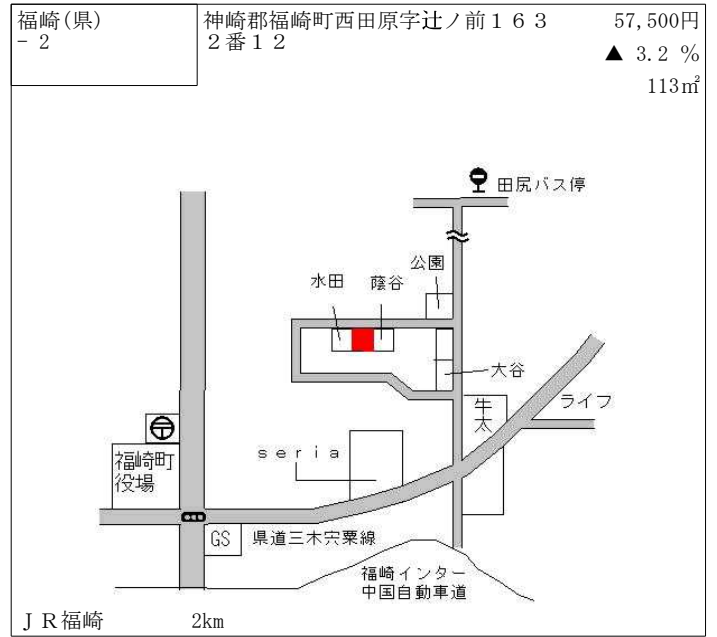 福崎(県)
- 2
神崎郡福崎町西田原字辻ノ前１６３
２番１２
57,500円
▲ 3.2 %
113㎡
田尻バス停
公園
水田
蔭谷
大谷
牛太
ライフ
ｓｅｒｉａ
福崎町
役場
GS
県道三木宍粟線
福崎インター
中国自動車道
ＪＲ福崎
2km